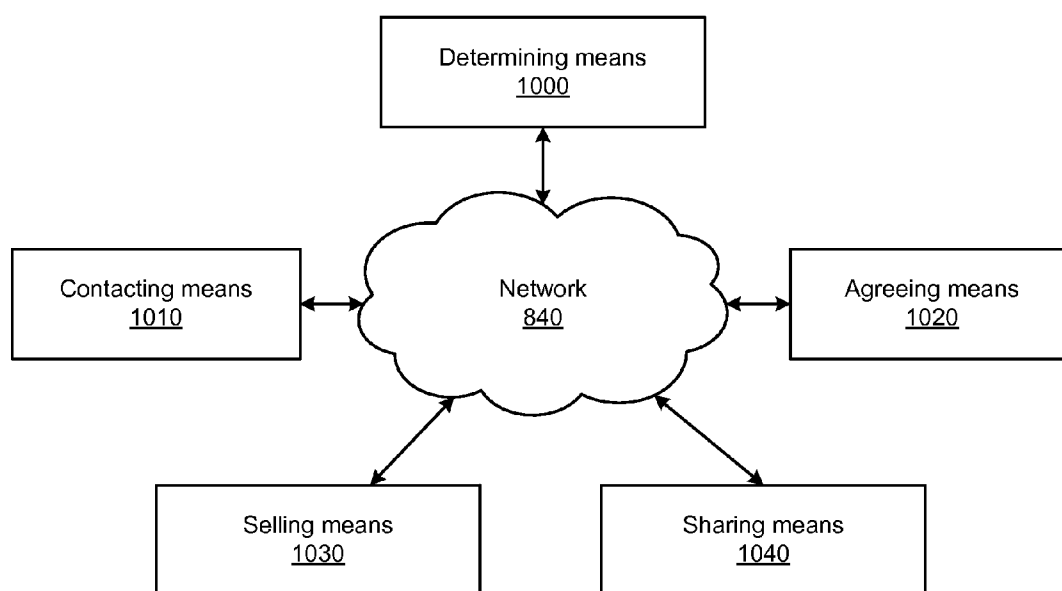 Determining means
1000
Contacting means
1010
Network
840
Agreeing means
1020
Selling means
1030
Sharing means
1040